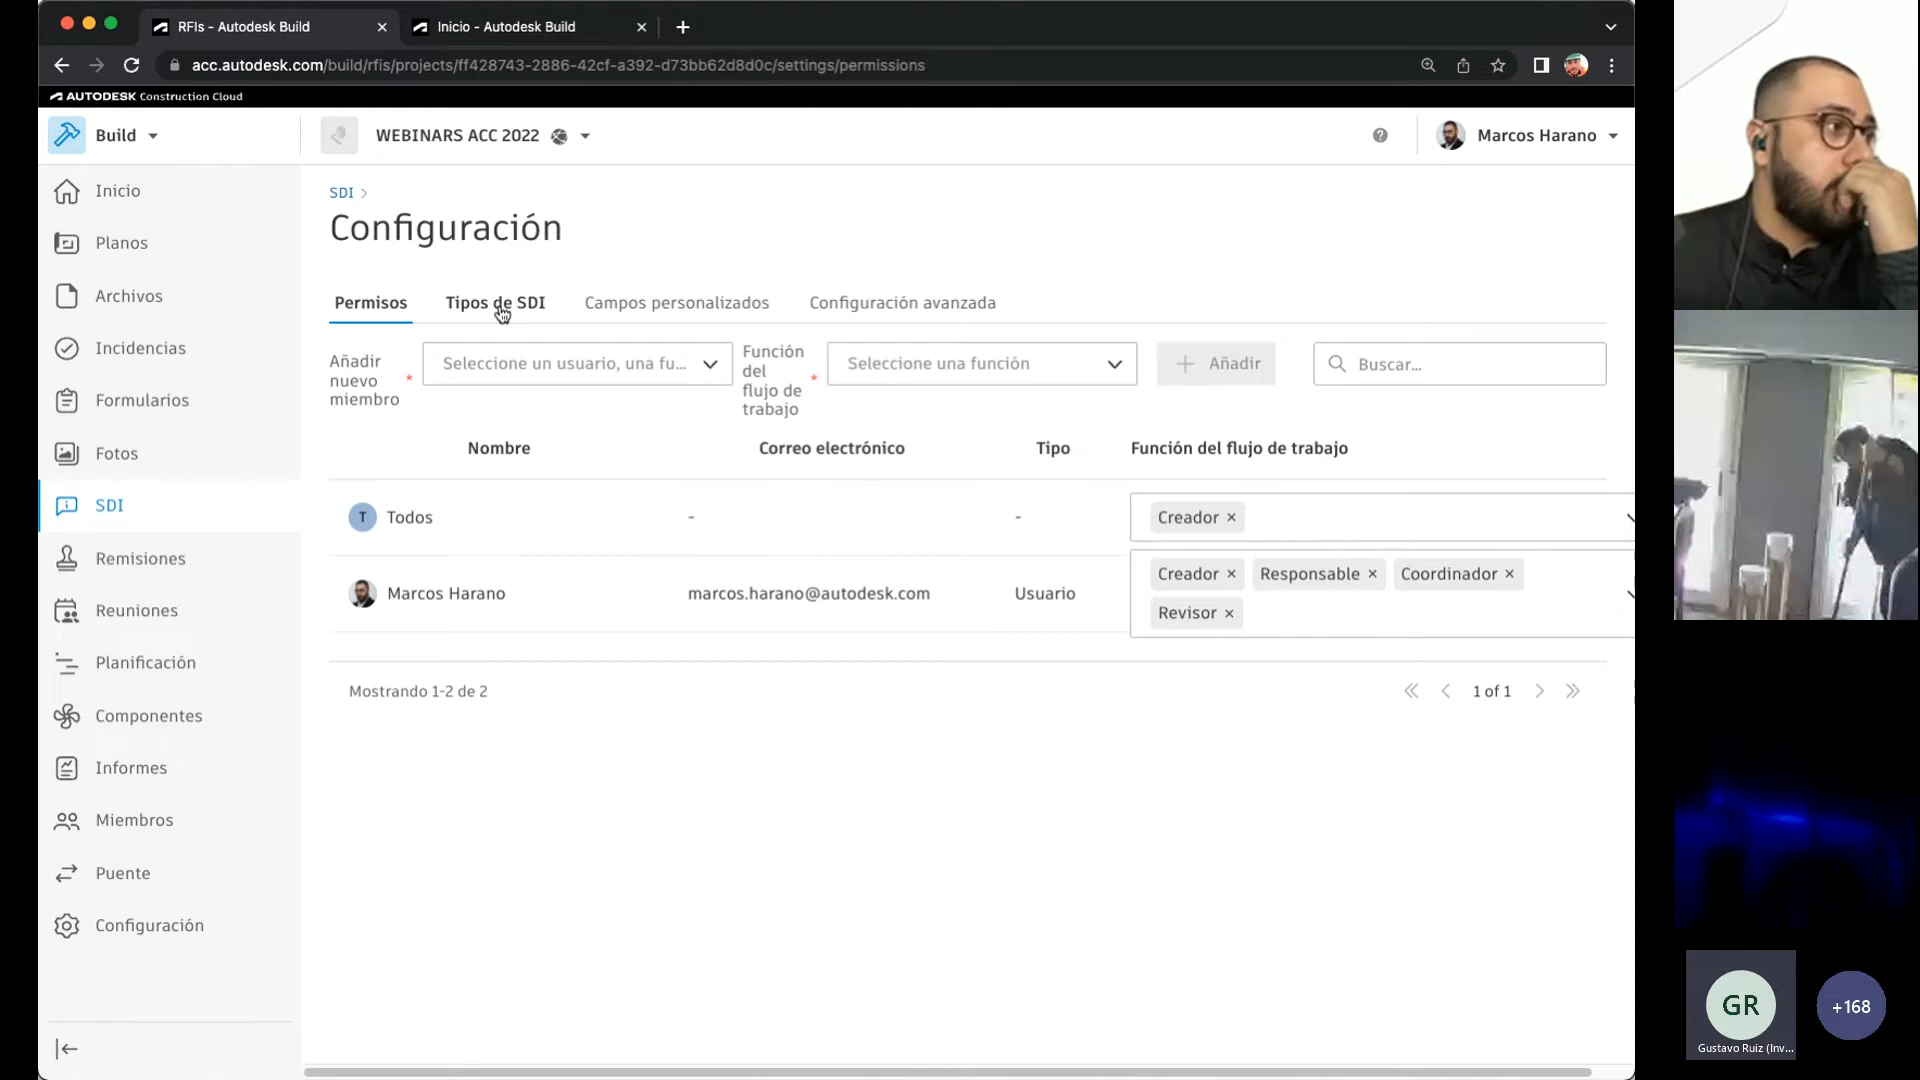 RFIs - Autodesk Build
Inicio - Autodesk Build
acc.autodesk.com/build/rfis/projects/ff428743-2886-42cf-a392-d73bb62d8d0c/settings/permissions
AUTODESK Construction Cloud
Build
WEBINARS ACC 2022
Marcos Harano
Inicio
Planos
Archivos
Incidencias
Formularios
Fotos
SDI
Remisiones
Reuniones
Planificación
Componentes
Informes
Miembros
Puente
Configuración
SDI
Configuración
Permisos
Tipos de SDI
Campos personalizados
Configuración avanzada
Añadir nuevo miembro *
Seleccione un usuario, una fu...
Función del flujo de trabajo *
Seleccione una función
+ Añadir
Buscar...
Nombre
Correo electrónico
Tipo
Función del flujo de trabajo
T Todos - - Creador ×
Marcos Harano marcos.harano@autodesk.com Usuario Creador × Responsable × Coordinador ×
Revisor ×
Mostrando 1-2 de 2
1 of 1
GR
Gustavo Ruiz (Inv...
+168